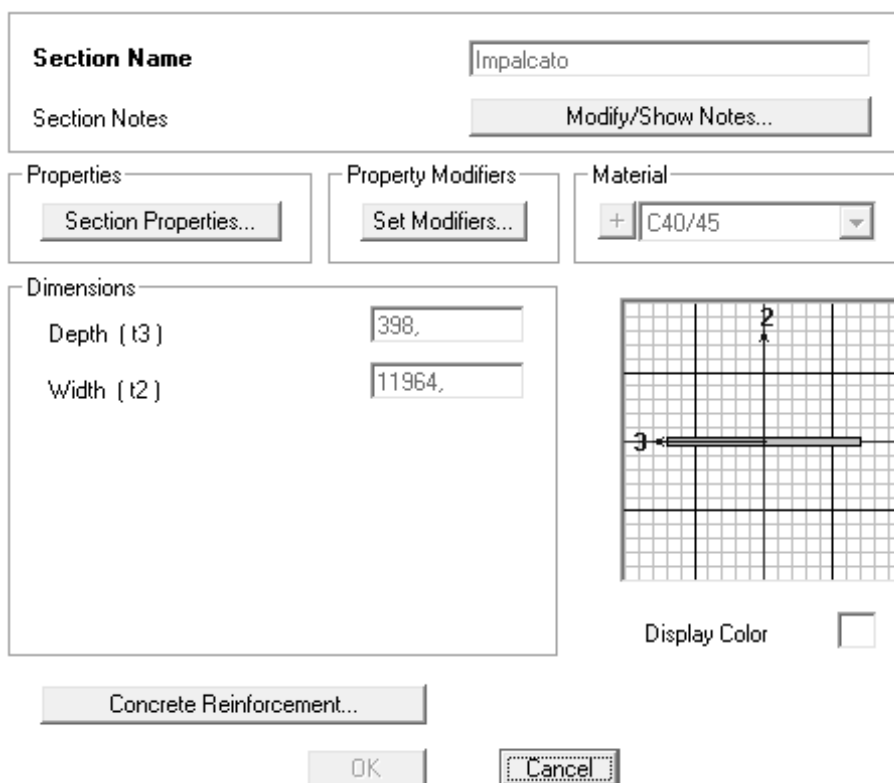 Section Name Impalcato
Section Notes Modify/Show Notes...
Properties Property Modifiers Material
Section Properties... Set Modifiers... + C40/45
Dimensions
Depth ( t3 ) 398,
Width ( t2 ) 11964,
2
3
Display Color
Concrete Reinforcement...
OK Cancel